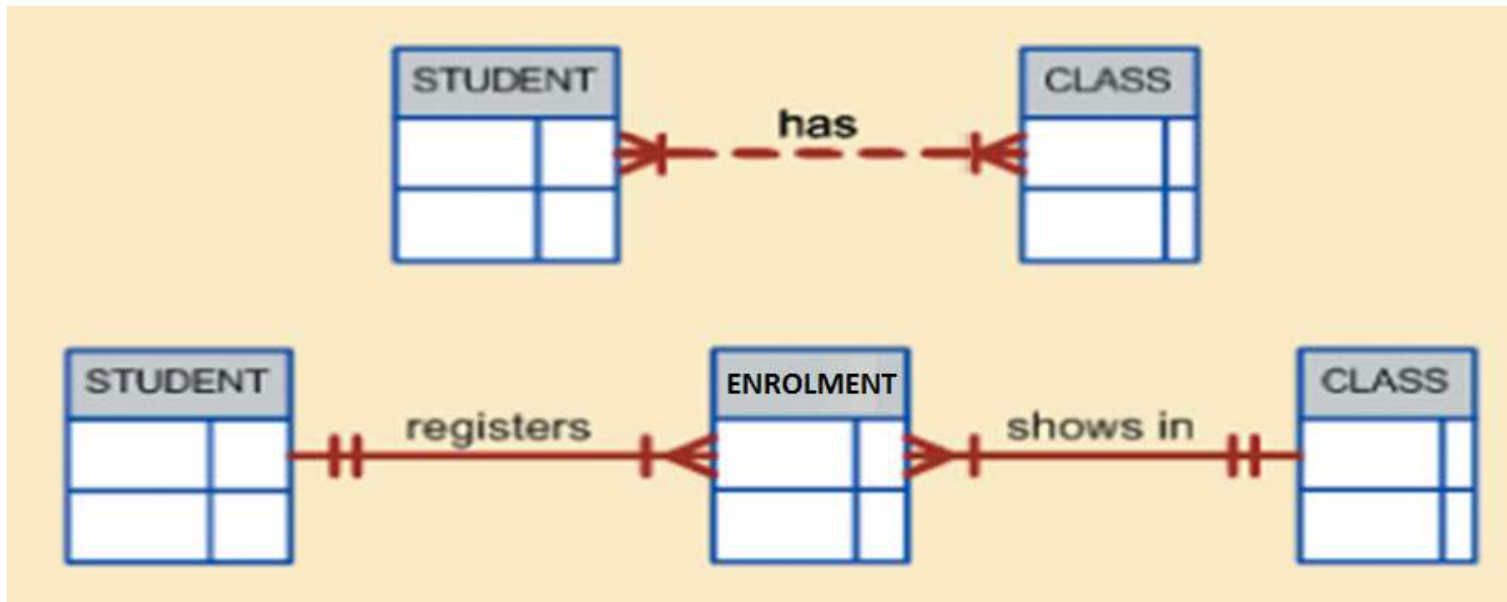 STUDENT
CLASS
has
STUDENT
ENROLMENT
CLASS
registers
shows in